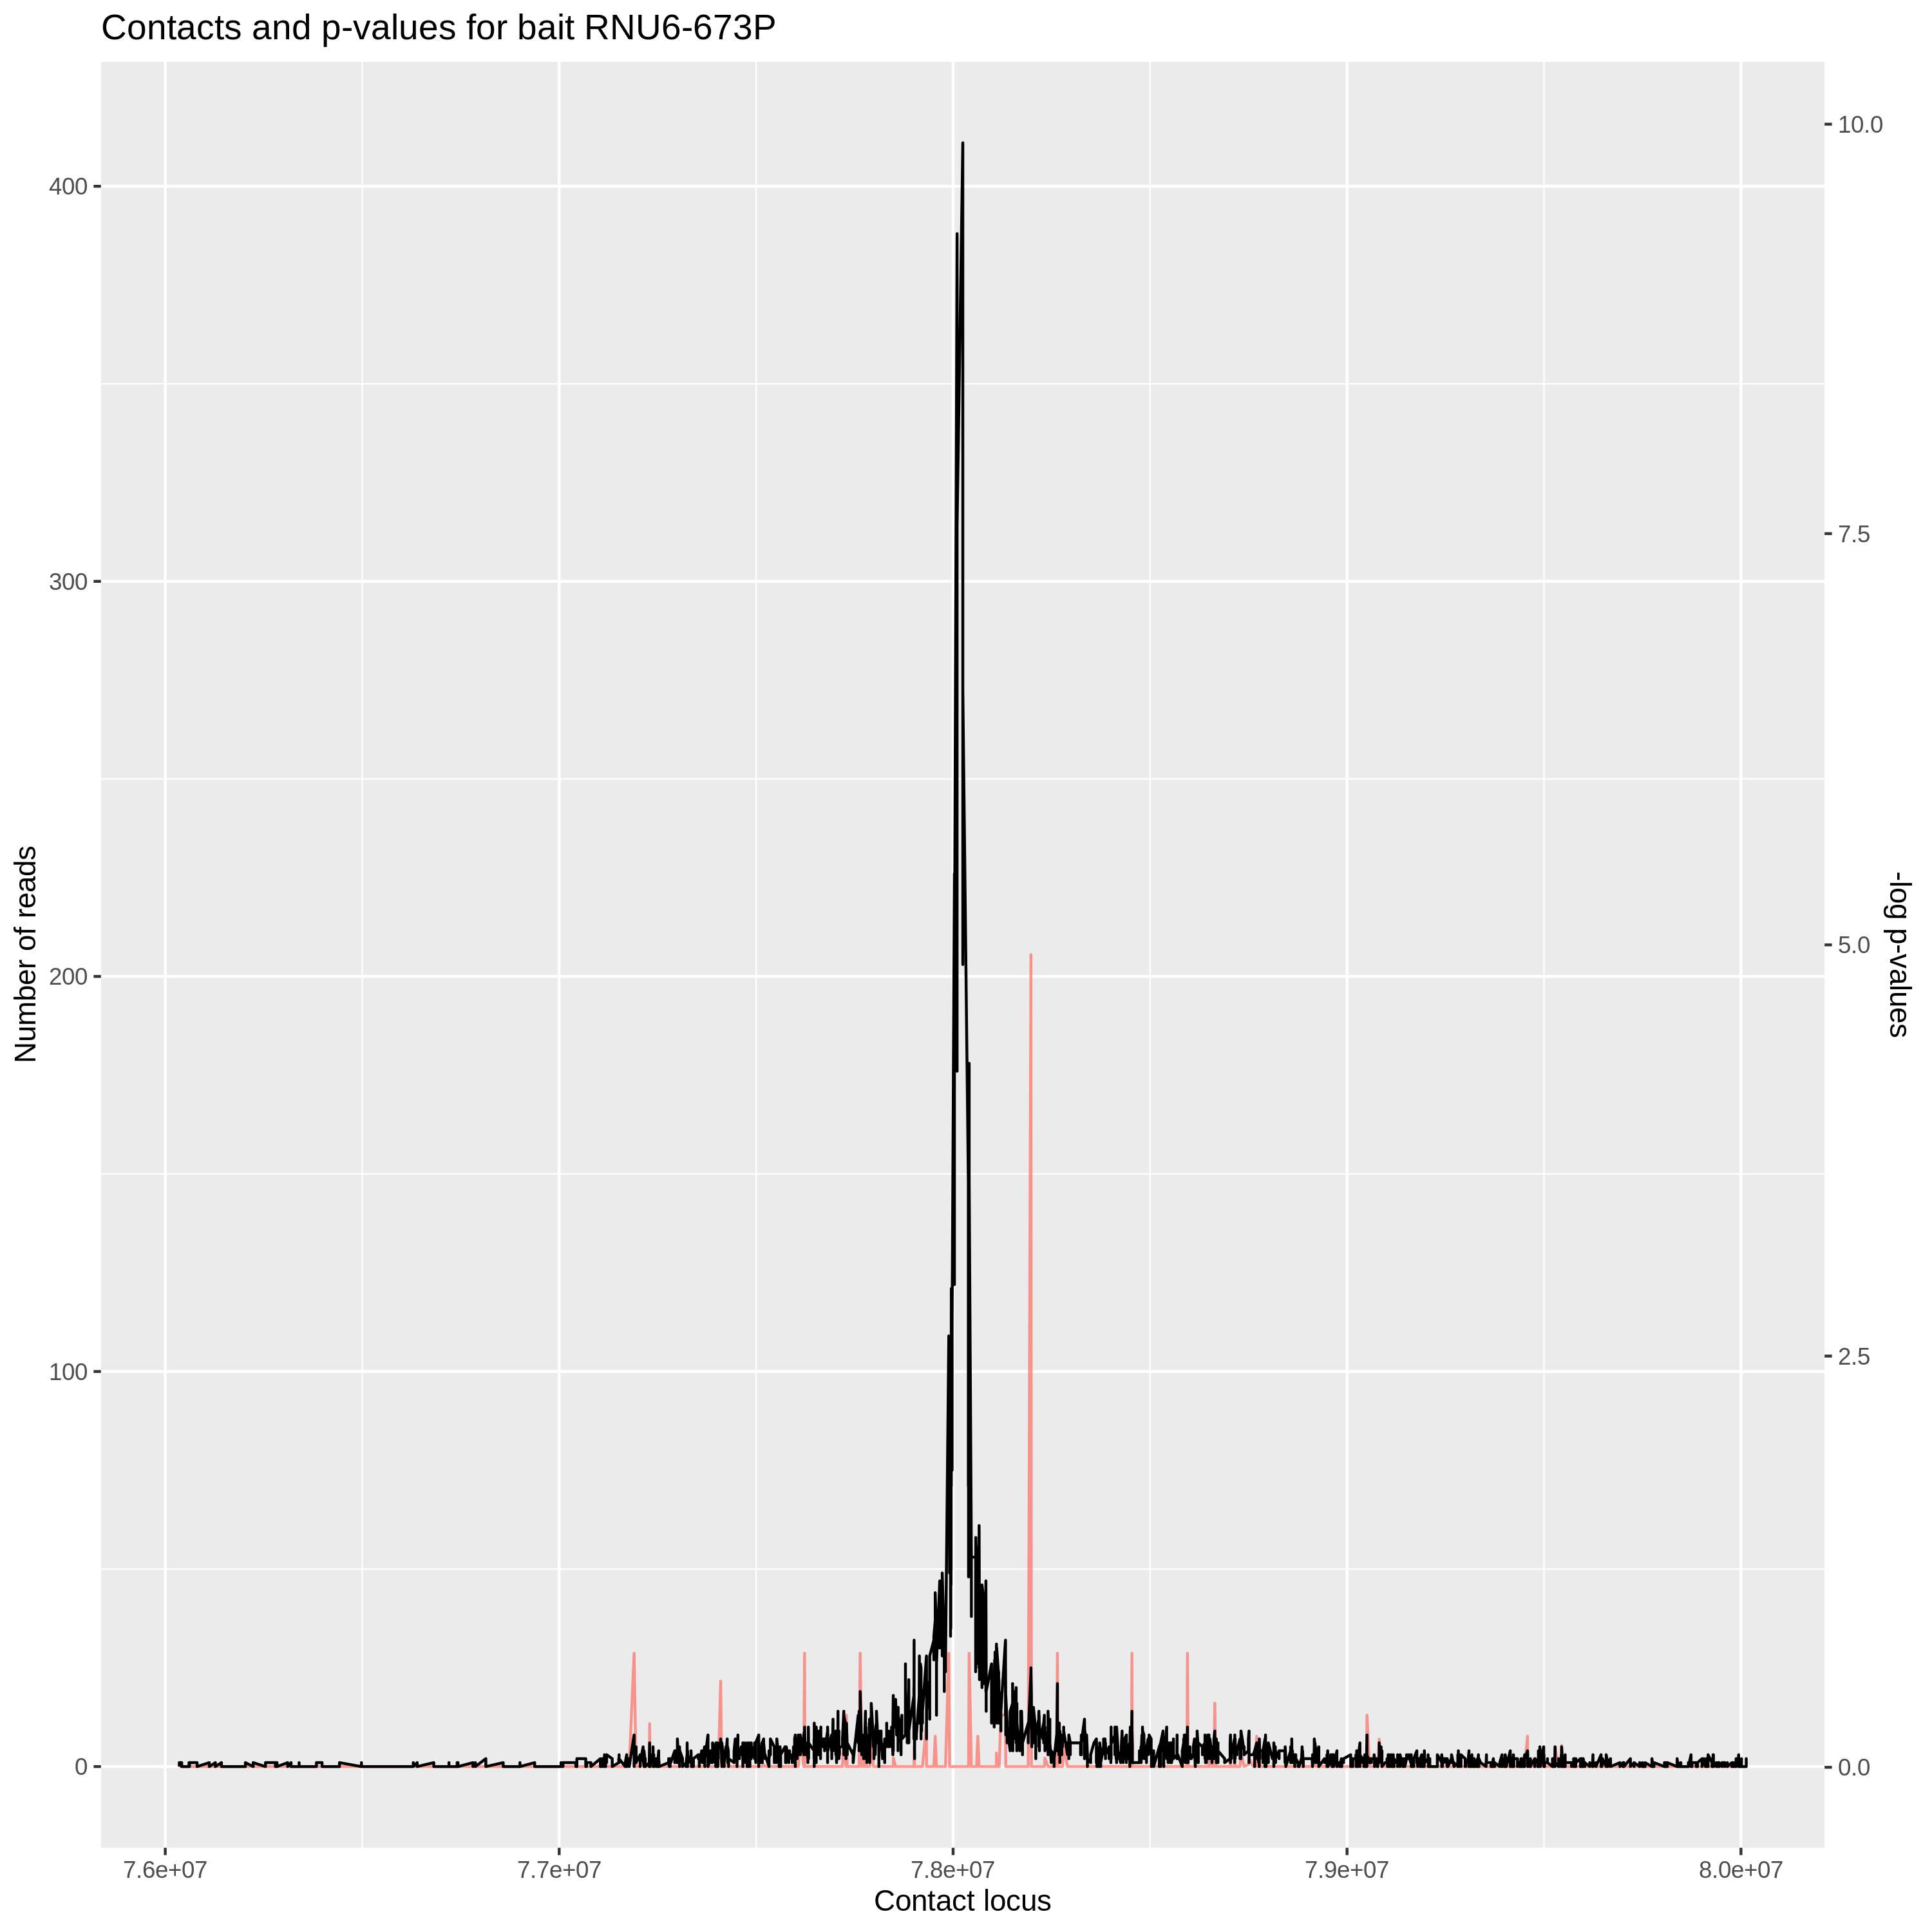 Contacts and p-values for bait RNU6-673P
400
300
200
100
0
10.0
7.5
5.0
2.5
0.0
Number of reads
-log p-values
7.6e+07
7.7e+07
7.8e+07
7.9e+07
8.0e+07
Contact locus